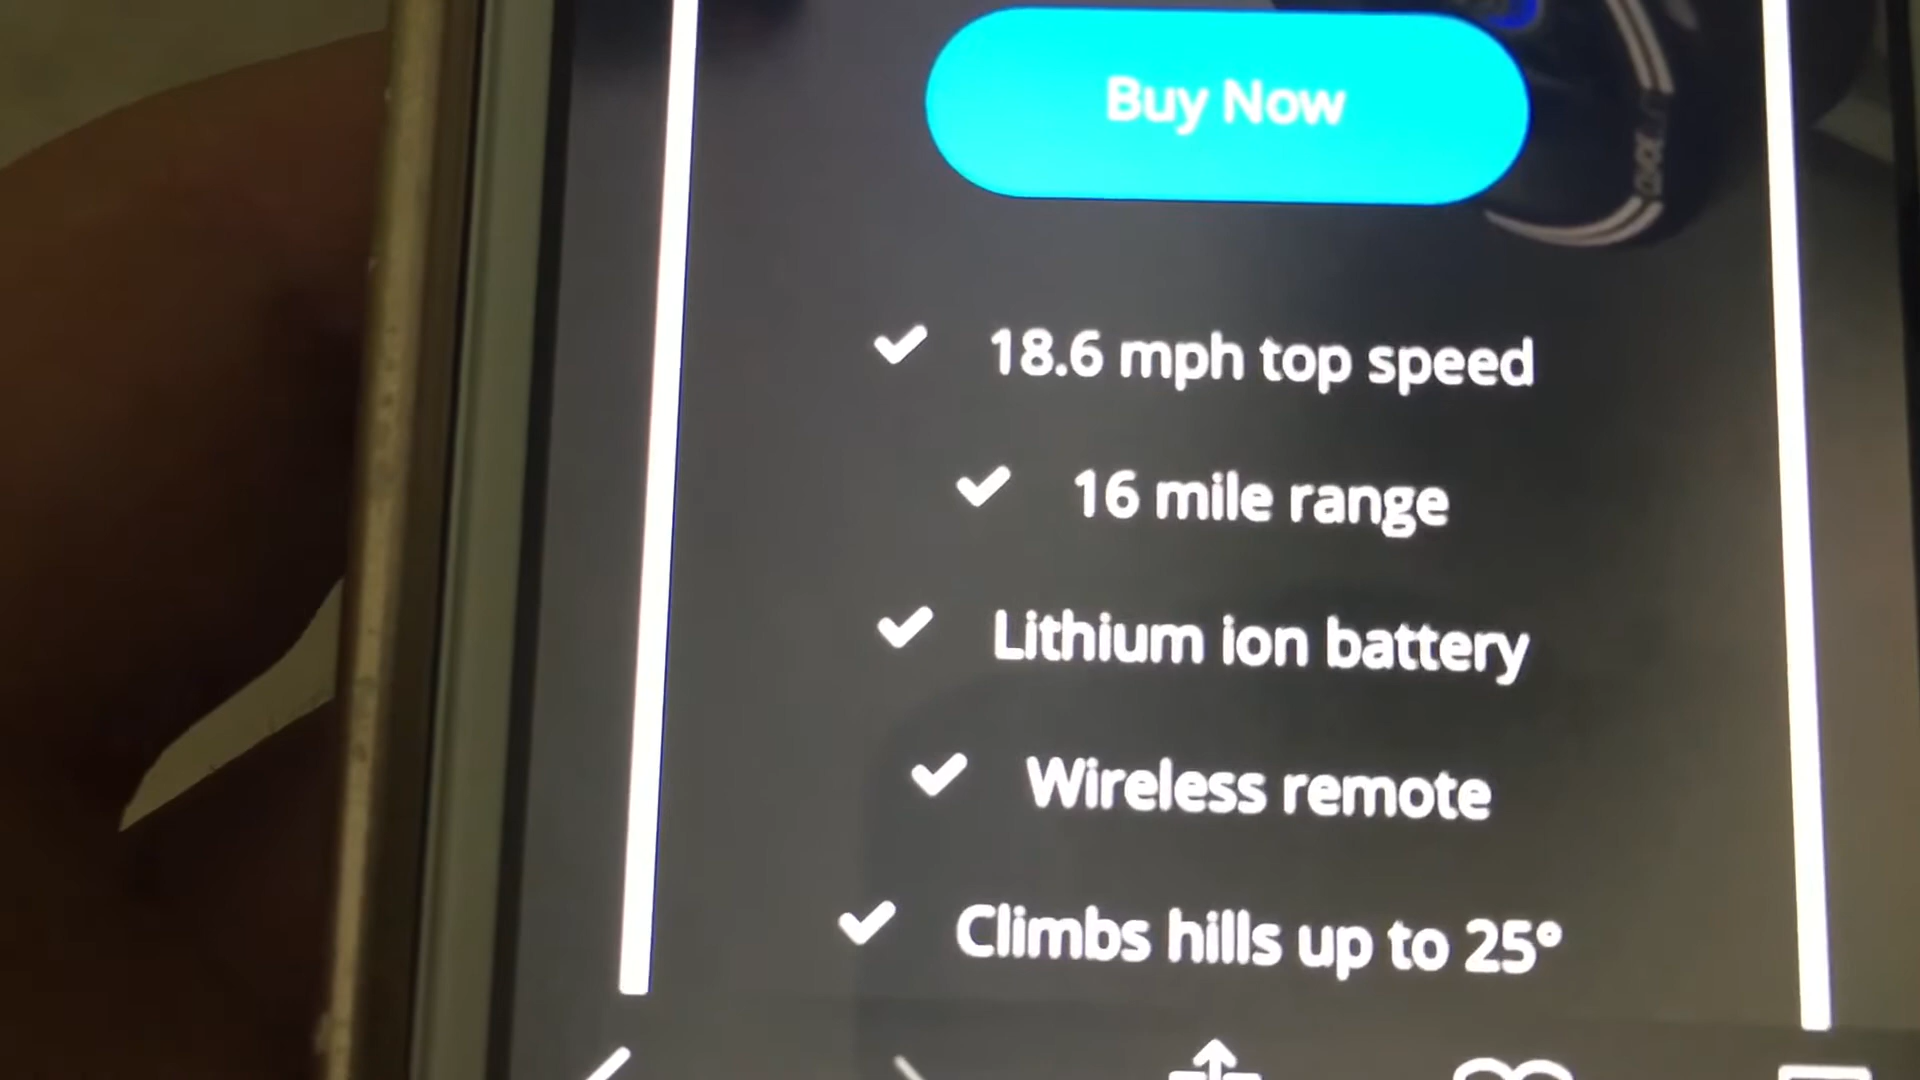 Buy Now
18.6 mph top speed
16 mile range
Lithium ion battery
Wireless remote
Climbs hills up to 25°